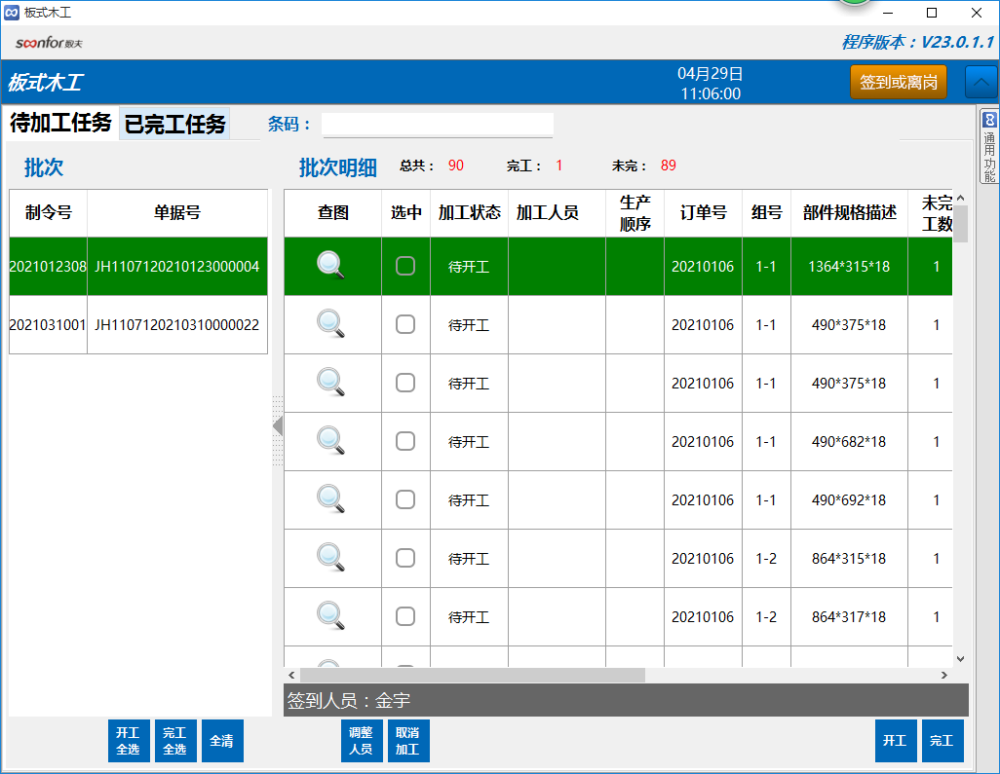 板式木工
soonfor数夫
程序版本：V23.0.1.1
板式木工
04月29日
11:06:00
签到或离岗
待加工任务 已完工任务 条码：
通用功能
批次
批次明细 总共： 90 完工： 1 未完： 89
制令号 单据号
2021012308 JH1107120210123000004
2021031001 JH1107120210310000022
查图 选中 加工状态 加工人员 生产顺序 订单号 组号 部件规格描述 未完工数
待开工 20210106 1-1 1364*315*18 1
待开工 20210106 1-1 490*375*18 1
待开工 20210106 1-1 490*375*18 1
待开工 20210106 1-1 490*682*18 1
待开工 20210106 1-1 490*692*18 1
待开工 20210106 1-2 864*315*18 1
待开工 20210106 1-2 864*317*18 1
签到人员：金宇
开工全选 完工全选 全清 调整人员 取消加工 开工 完工